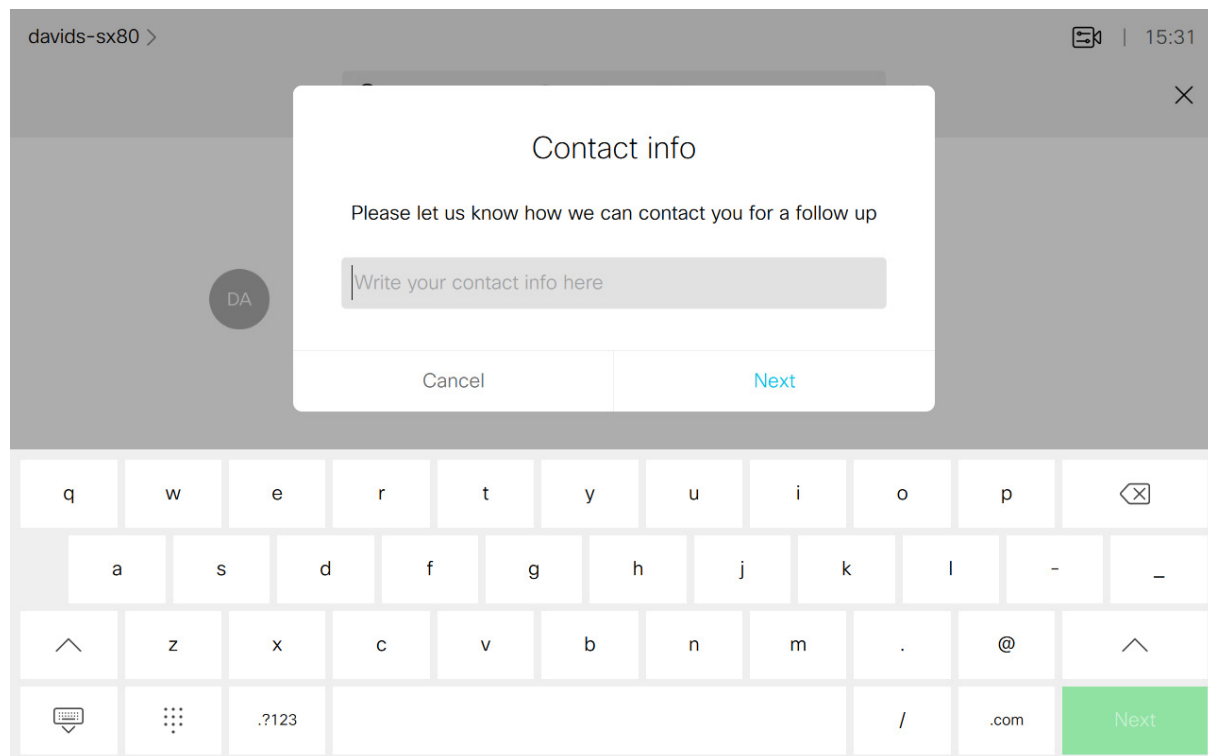 davids-sx80 >
15:31
Contact info
Please let us know how we can contact you for a follow up
DA
Write your contact info here
Cancel
Next
q w e r t y u i o p
a s d f g h j k l - _
z x c v b n m . @
.?123 / .com Next